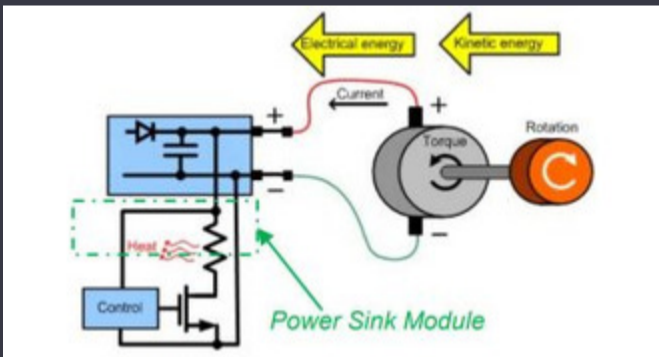 Electrical energy
Kinetic energy
Current
+
+
Torque
Rotation
−
−
Heat
Control
Power Sink Module